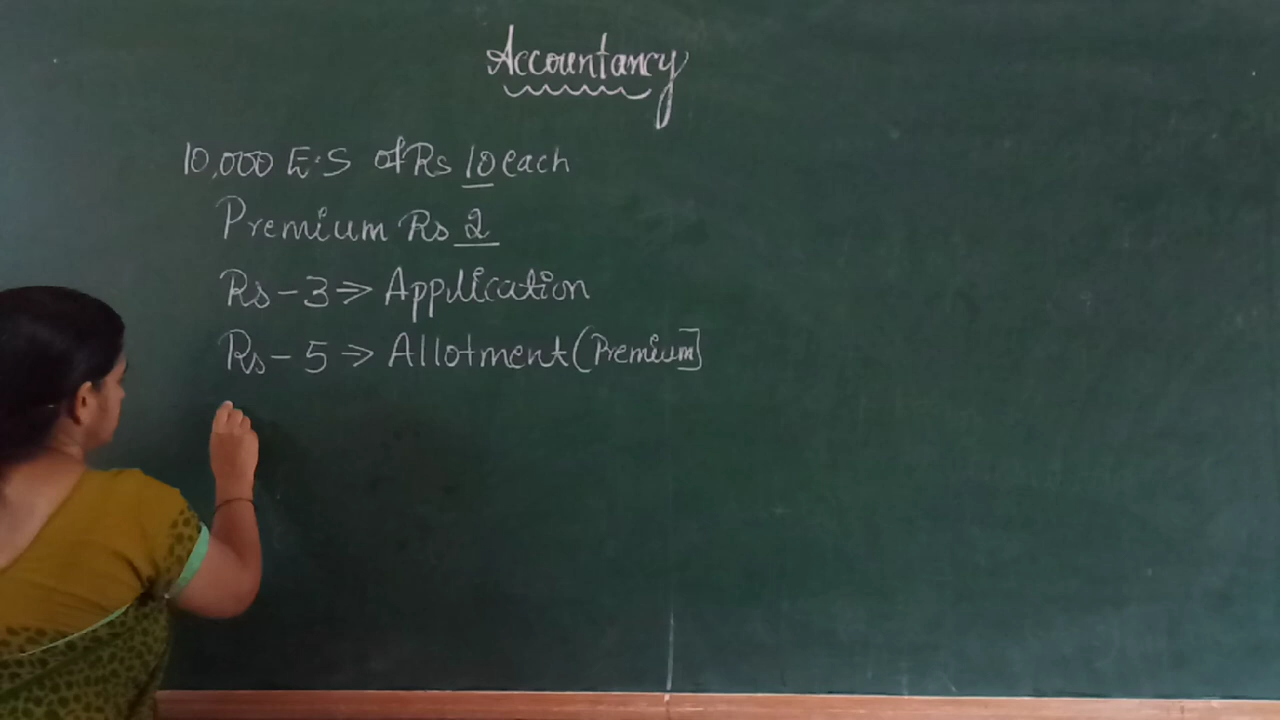 Accountancy
10,000 E.S of Rs 10 each
Premium Rs 2
Rs - 3 ⇒ Application
Rs - 5 ⇒ Allotment (Premium]